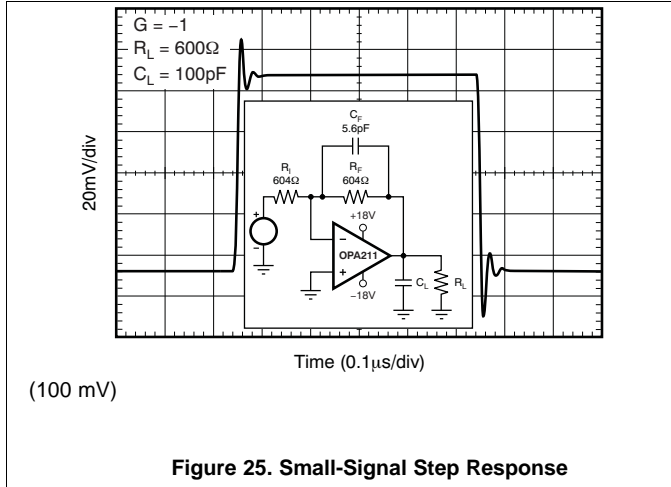 G = −1
R_L = 600Ω
C_L = 100pF
20mV/div
C_F
5.6pF
R_I
604Ω
R_F
604Ω
+18V
−
OPA211
+
−18V
C_L
R_L
+
−
Time (0.1μs/div)
(100 mV)
Figure 25. Small-Signal Step Response